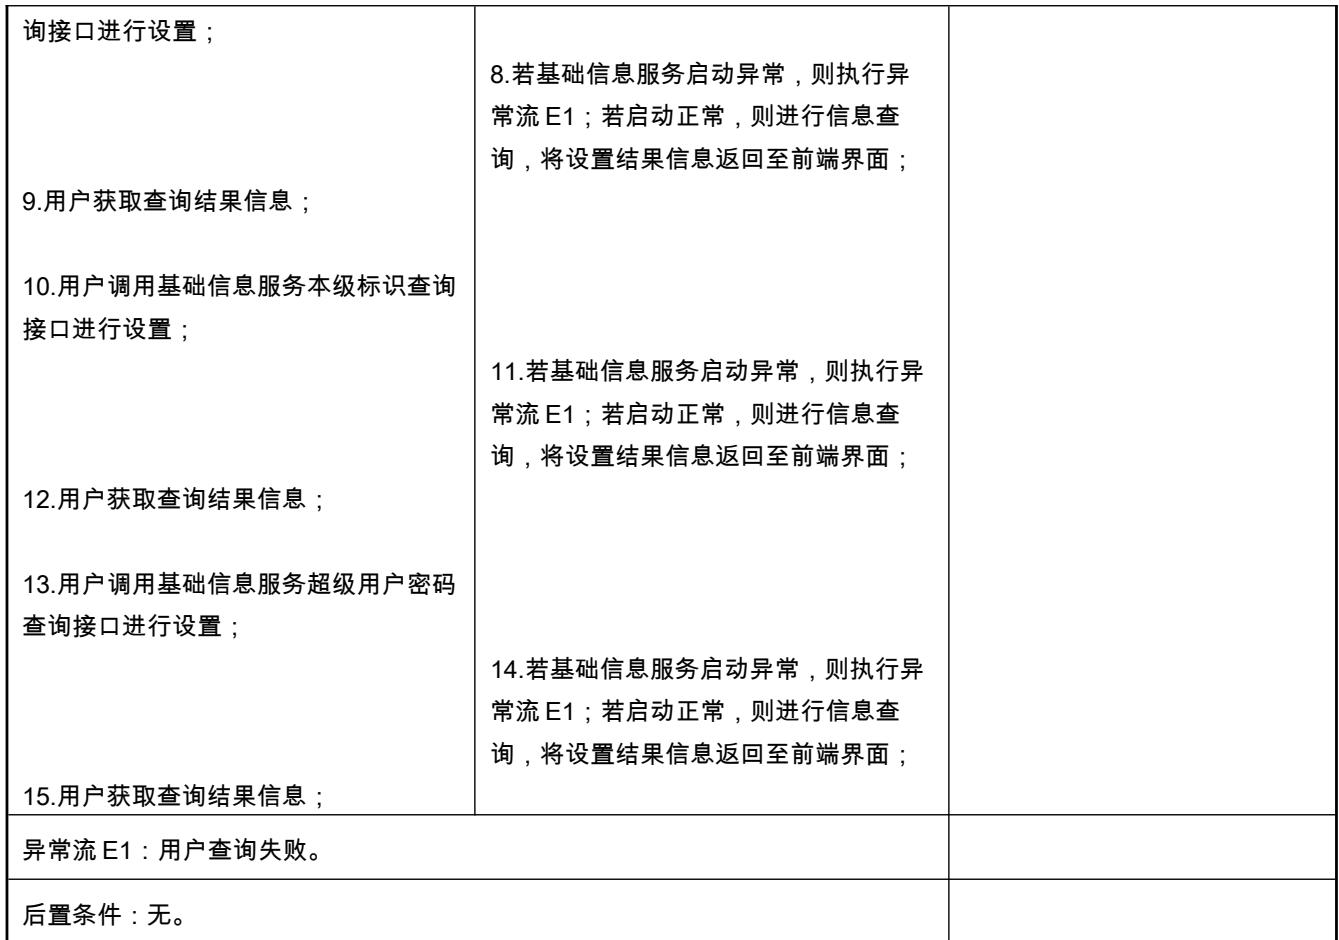 询接口进行设置；
8.若基础信息服务启动异常，则执行异
常流 E1；若启动正常，则进行信息查
询，将设置结果信息返回至前端界面；
9.用户获取查询结果信息；
10.用户调用基础信息服务本级标识查询
接口进行设置；
11.若基础信息服务启动异常，则执行异
常流 E1；若启动正常，则进行信息查
询，将设置结果信息返回至前端界面；
12.用户获取查询结果信息；
13.用户调用基础信息服务超级用户密码
查询接口进行设置；
14.若基础信息服务启动异常，则执行异
常流 E1；若启动正常，则进行信息查
询，将设置结果信息返回至前端界面；
15.用户获取查询结果信息；
异常流 E1：用户查询失败。
后置条件：无。